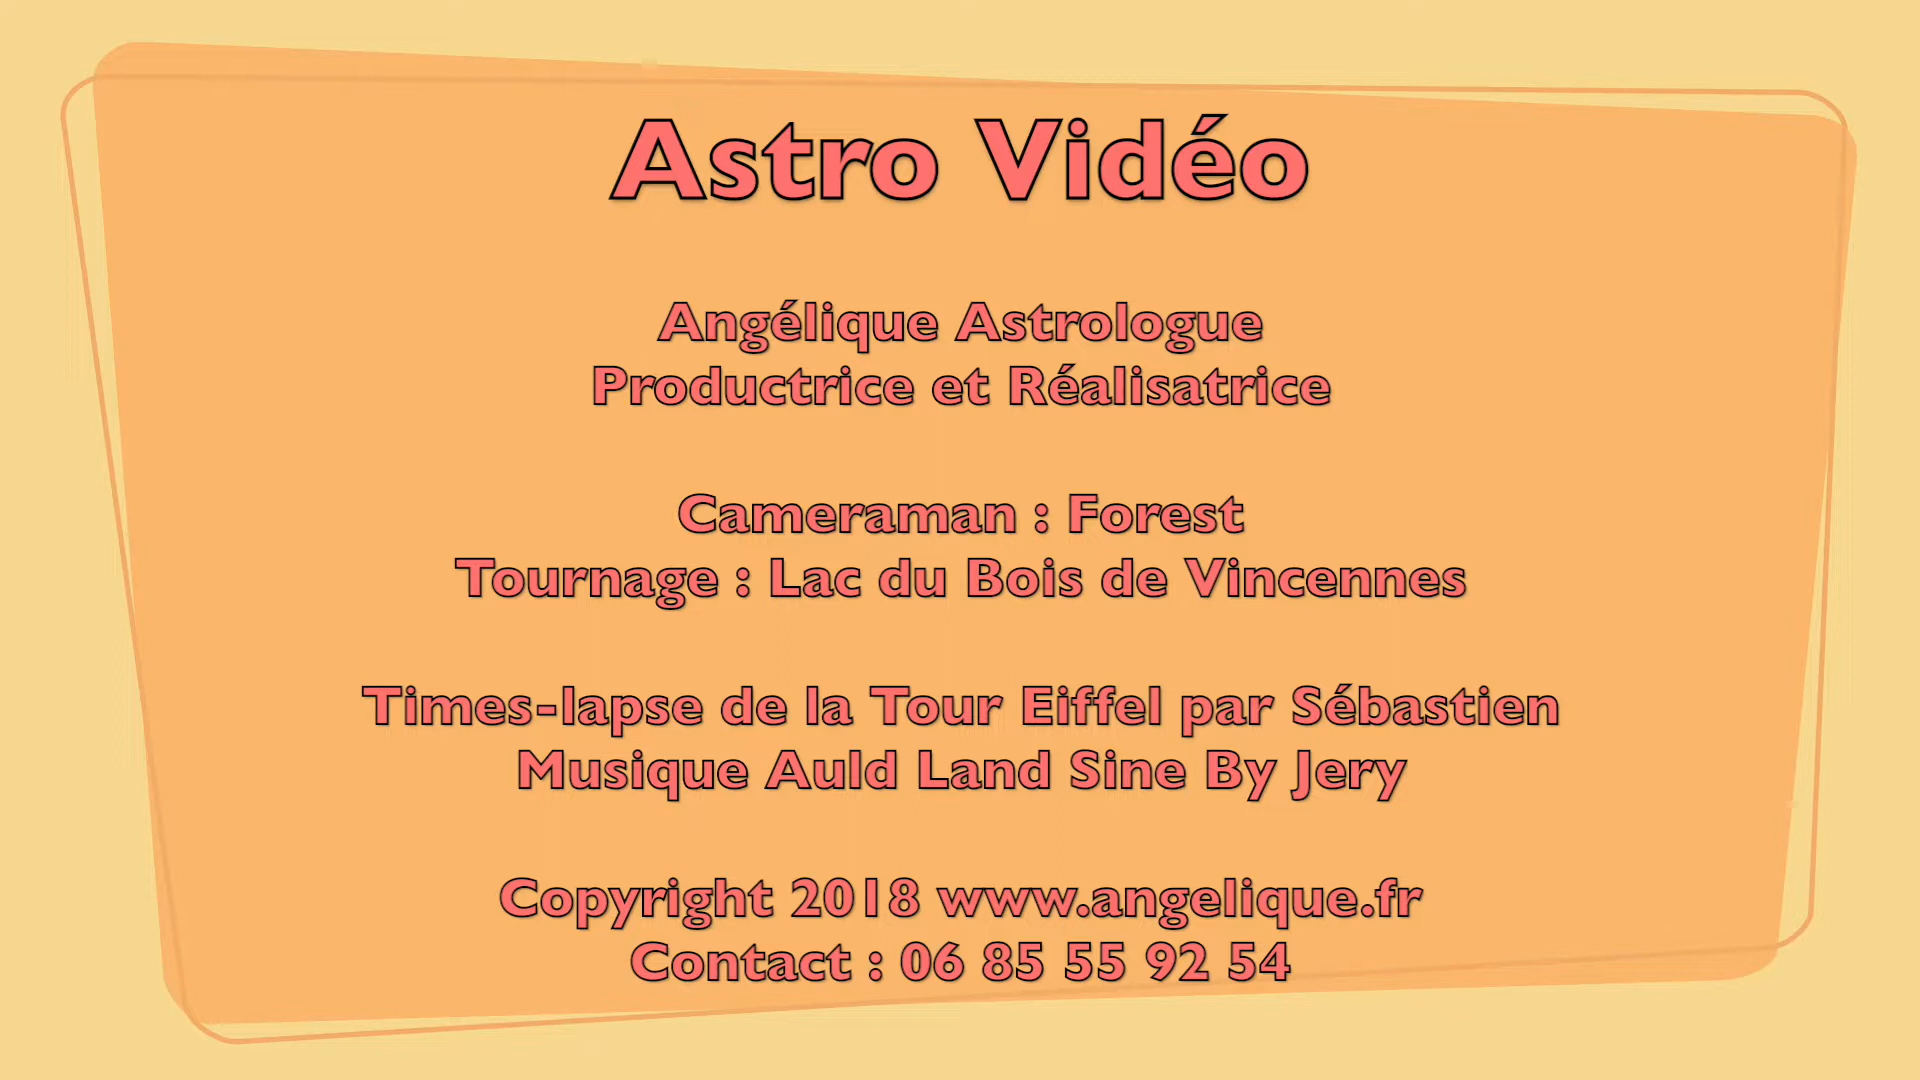 Astro Vidéo
Angélique Astrologue
Productrice et Réalisatrice
Cameraman : Forest
Tournage : Lac du Bois de Vincennes
Times-lapse de la Tour Eiffel par Sébastien
Musique Auld Land Sine By Jery
Copyright 2018 www.angelique.fr
Contact : 06 85 55 92 54